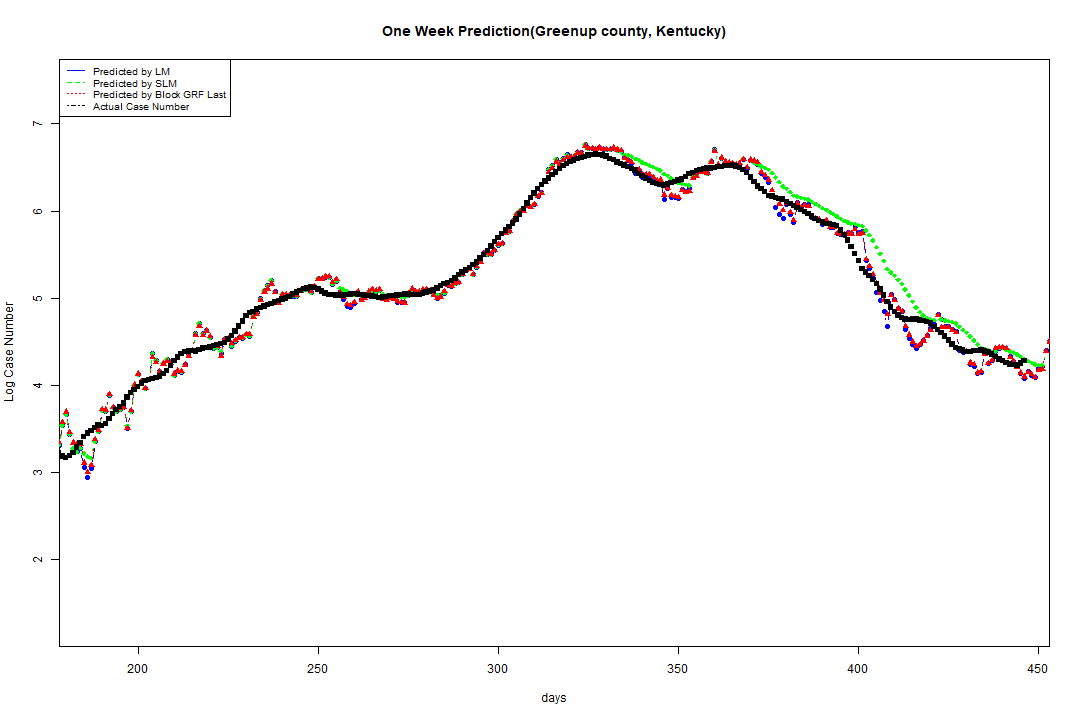 One Week Prediction(Greenup county, Kentucky)
Predicted by LM
Predicted by SLM
Predicted by Block GRF Last
Actual Case Number
7
6
5
4
3
2
Log Case Number
200 250 300 350 400 450
days